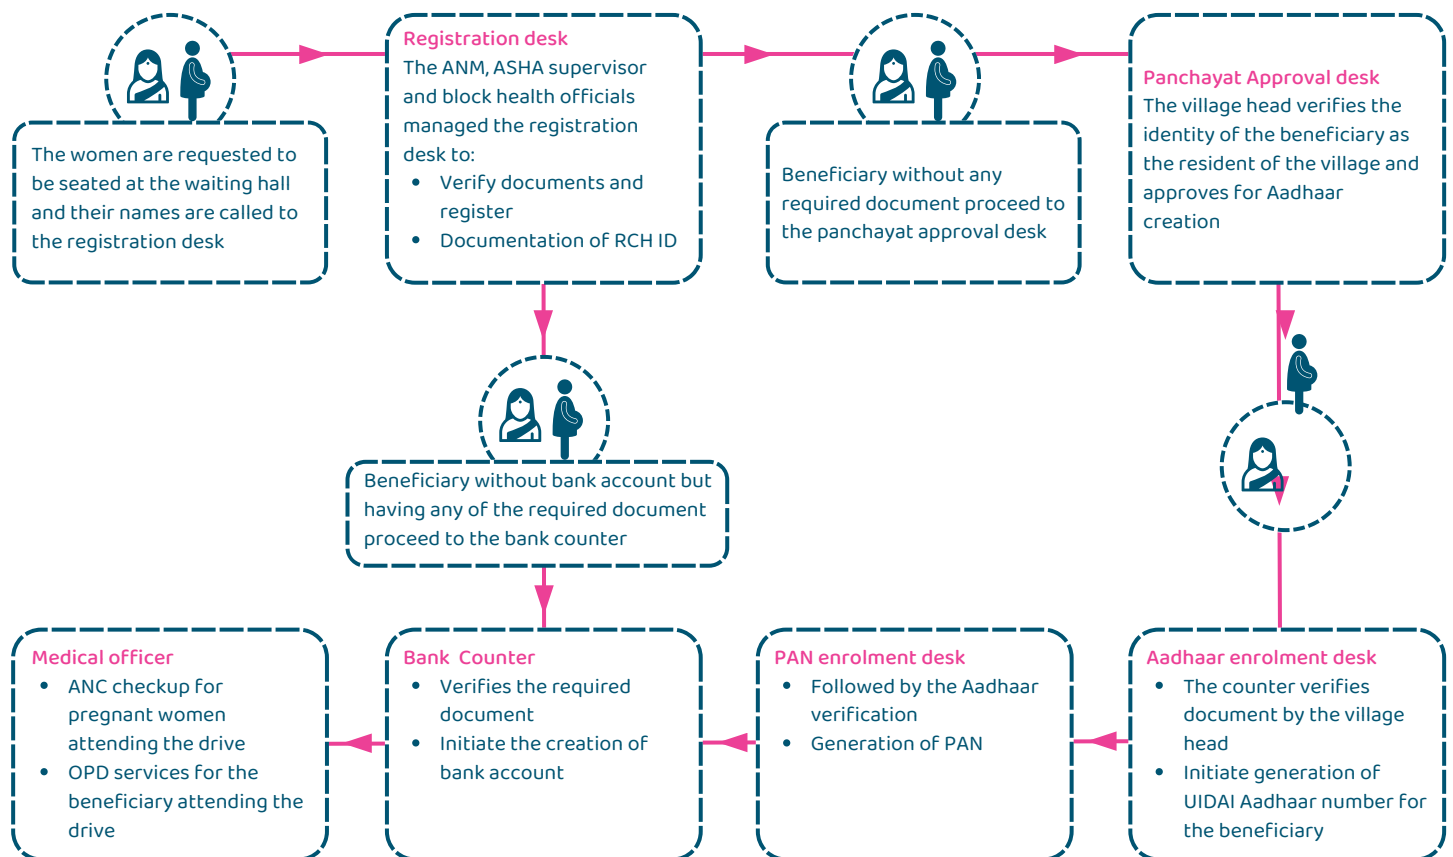 The women are requested to
be seated at the waiting hall
and their names are called to
the registration desk
Registration desk
The ANM, ASHA supervisor
and block health officials
managed the registration
desk to:
• Verify documents and
register
• Documentation of RCH ID
Beneficiary without any
required document proceed to
the panchayat approval desk
Panchayat Approval desk
The village head verifies the
identity of the beneficiary as
the resident of the village and
approves for Aadhaar
creation
Beneficiary without bank account but
having any of the required document
proceed to the bank counter
Medical officer
• ANC checkup for
pregnant women
attending the drive
• OPD services for the
beneficiary attending the
drive
Bank Counter
• Verifies the required
document
• Initiate the creation of
bank account
PAN enrolment desk
• Followed by the Aadhaar
verification
• Generation of PAN
Aadhaar enrolment desk
• The counter verifies
document by the village
head
• Initiate generation of
UIDAI Aadhaar number for
the beneficiary